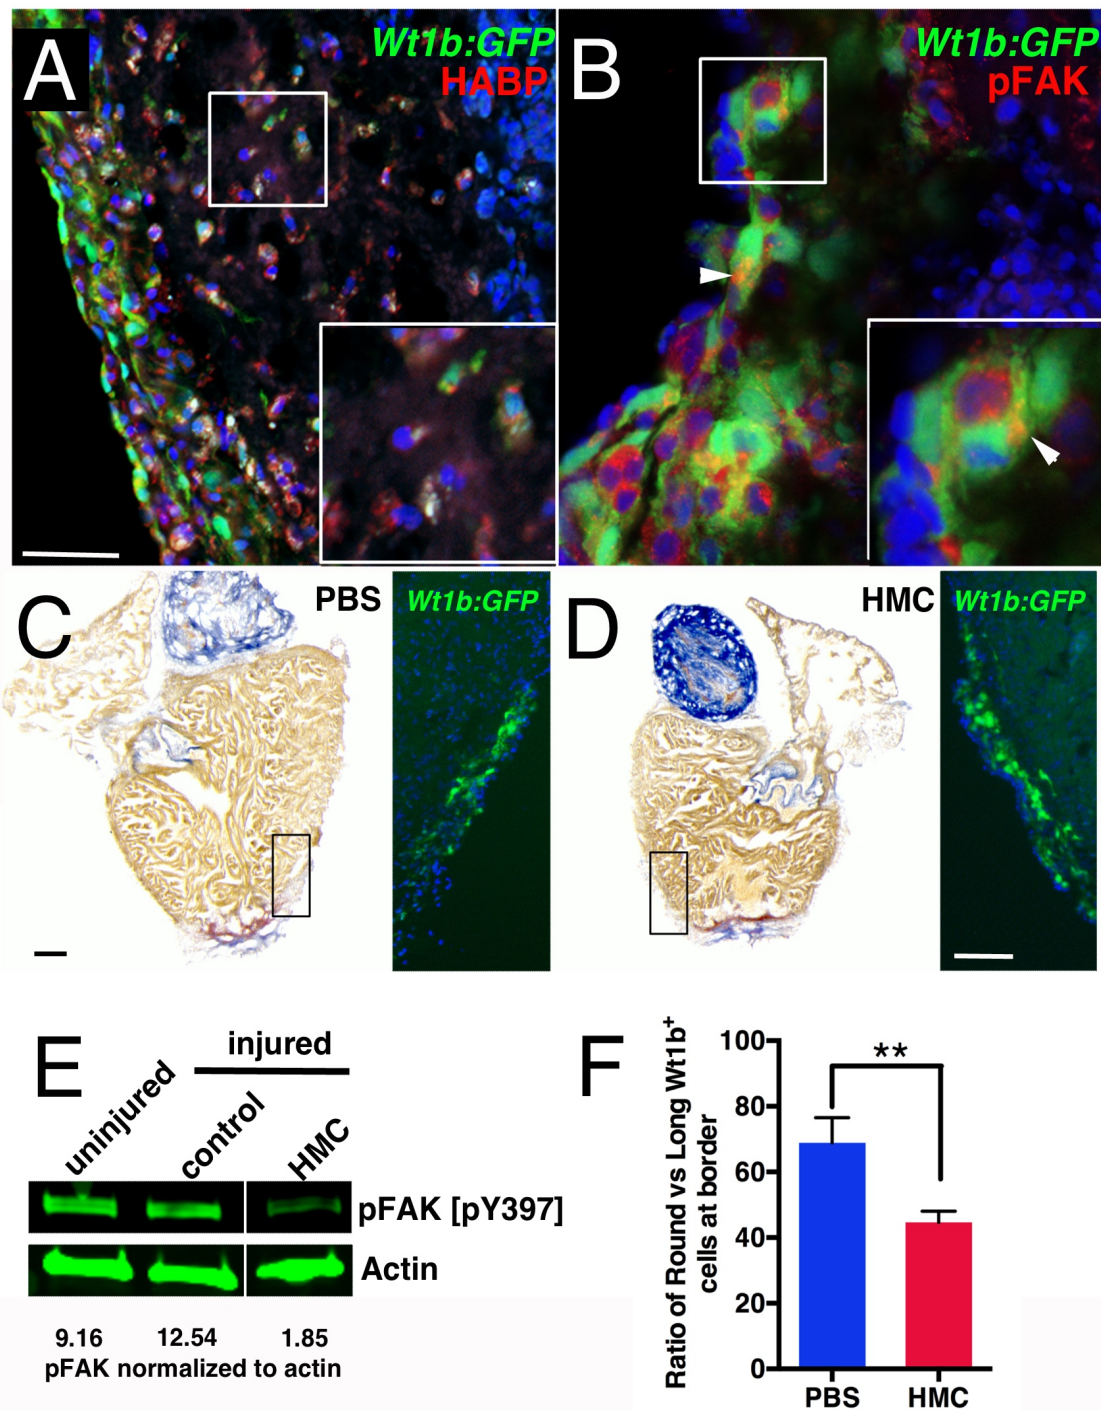 A
Wt1b:GFP
HABP
B
Wt1b:GFP
pFAK
C
PBS
Wt1b:GFP
D
HMC
Wt1b:GFP
E
injured
uninjured
control
HMC
pFAK [pY397]
Actin
9.16 12.54 1.85
pFAK normalized to actin
F
Ratio of Round vs Long Wt1b+
cells at border
100
80
60
40
20
0
**
PBS HMC